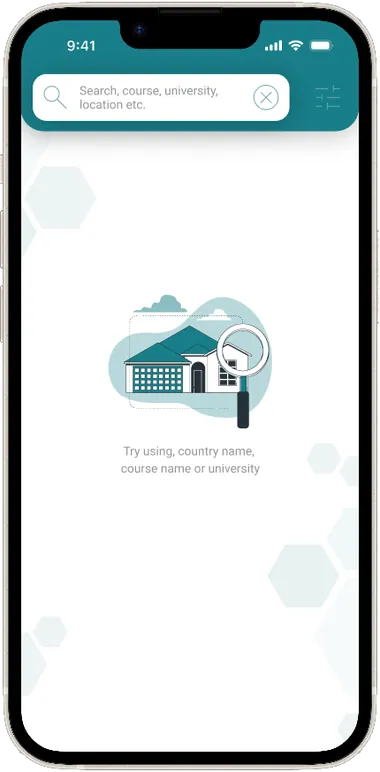 9:41
Search, course, university,
location etc.
Try using, country name,
course name or university